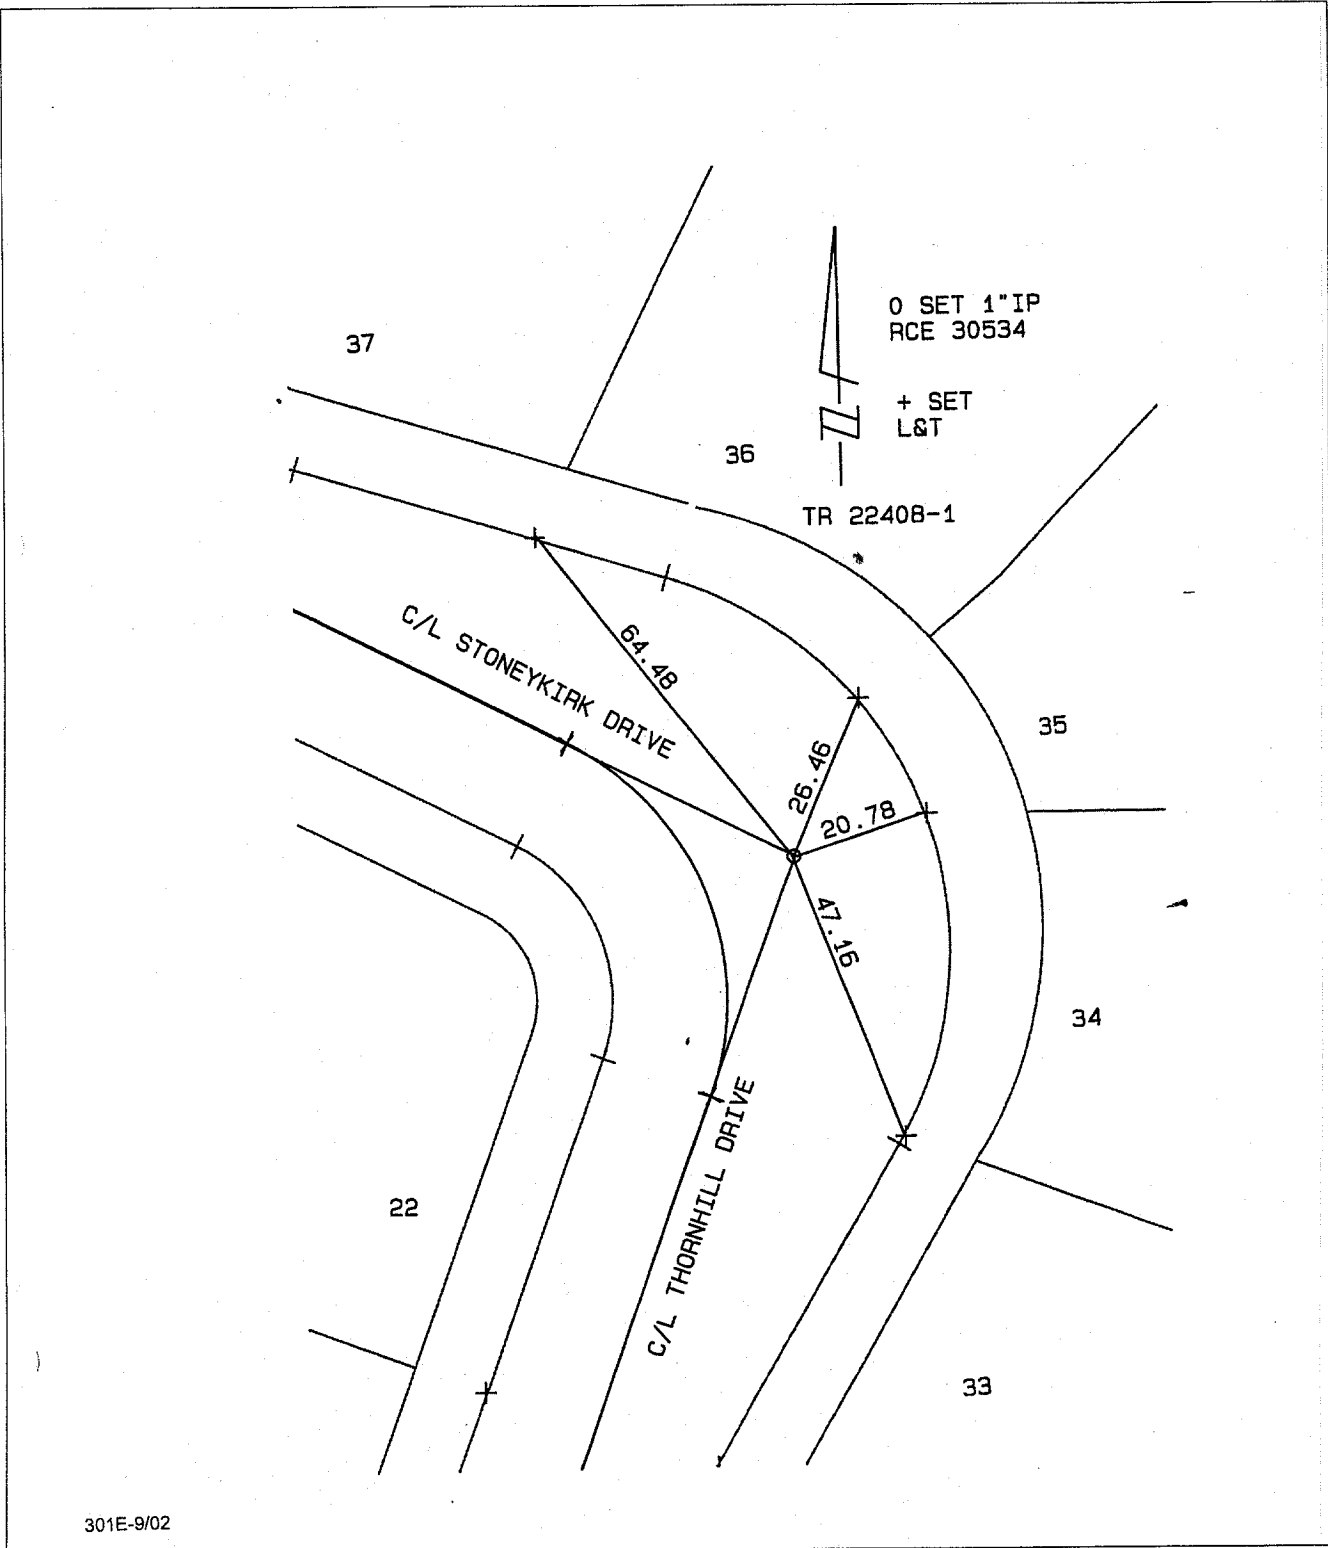 O SET 1"IP
RCE 30534
37
+ SET
L&T
36
TR 22408-1
C/L STONEYKIRK DRIVE
64.48
35
26.46
20.78
47.16
34
C/L THORNHILL DRIVE
22
33
301E-9/02